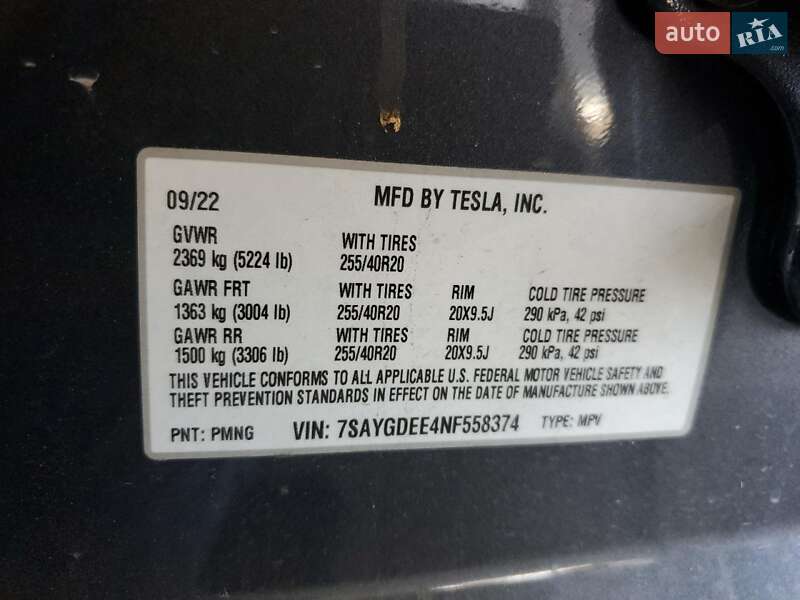 auto RIA
09/22 MFD BY TESLA, INC.
GVWR WITH TIRES
2369 kg (5224 lb) 255/40R20
GAWR FRT WITH TIRES RIM COLD TIRE PRESSURE
1363 kg (3004 lb) 255/40R20 20X9.5J 290 kPa, 42 psi
GAWR RR WITH TIRES RIM COLD TIRE PRESSURE
1500 kg (3306 lb) 255/40R20 20X9.5J 290 kPa, 42 psi
THIS VEHICLE CONFORMS TO ALL APPLICABLE U.S. FEDERAL MOTOR VEHICLE SAFETY AND
THEFT PREVENTION STANDARDS IN EFFECT ON THE DATE OF MANUFACTURE SHOWN ABOVE.
PNT: PMNG VIN: 7SAYGDEE4NF558374 TYPE: MPV